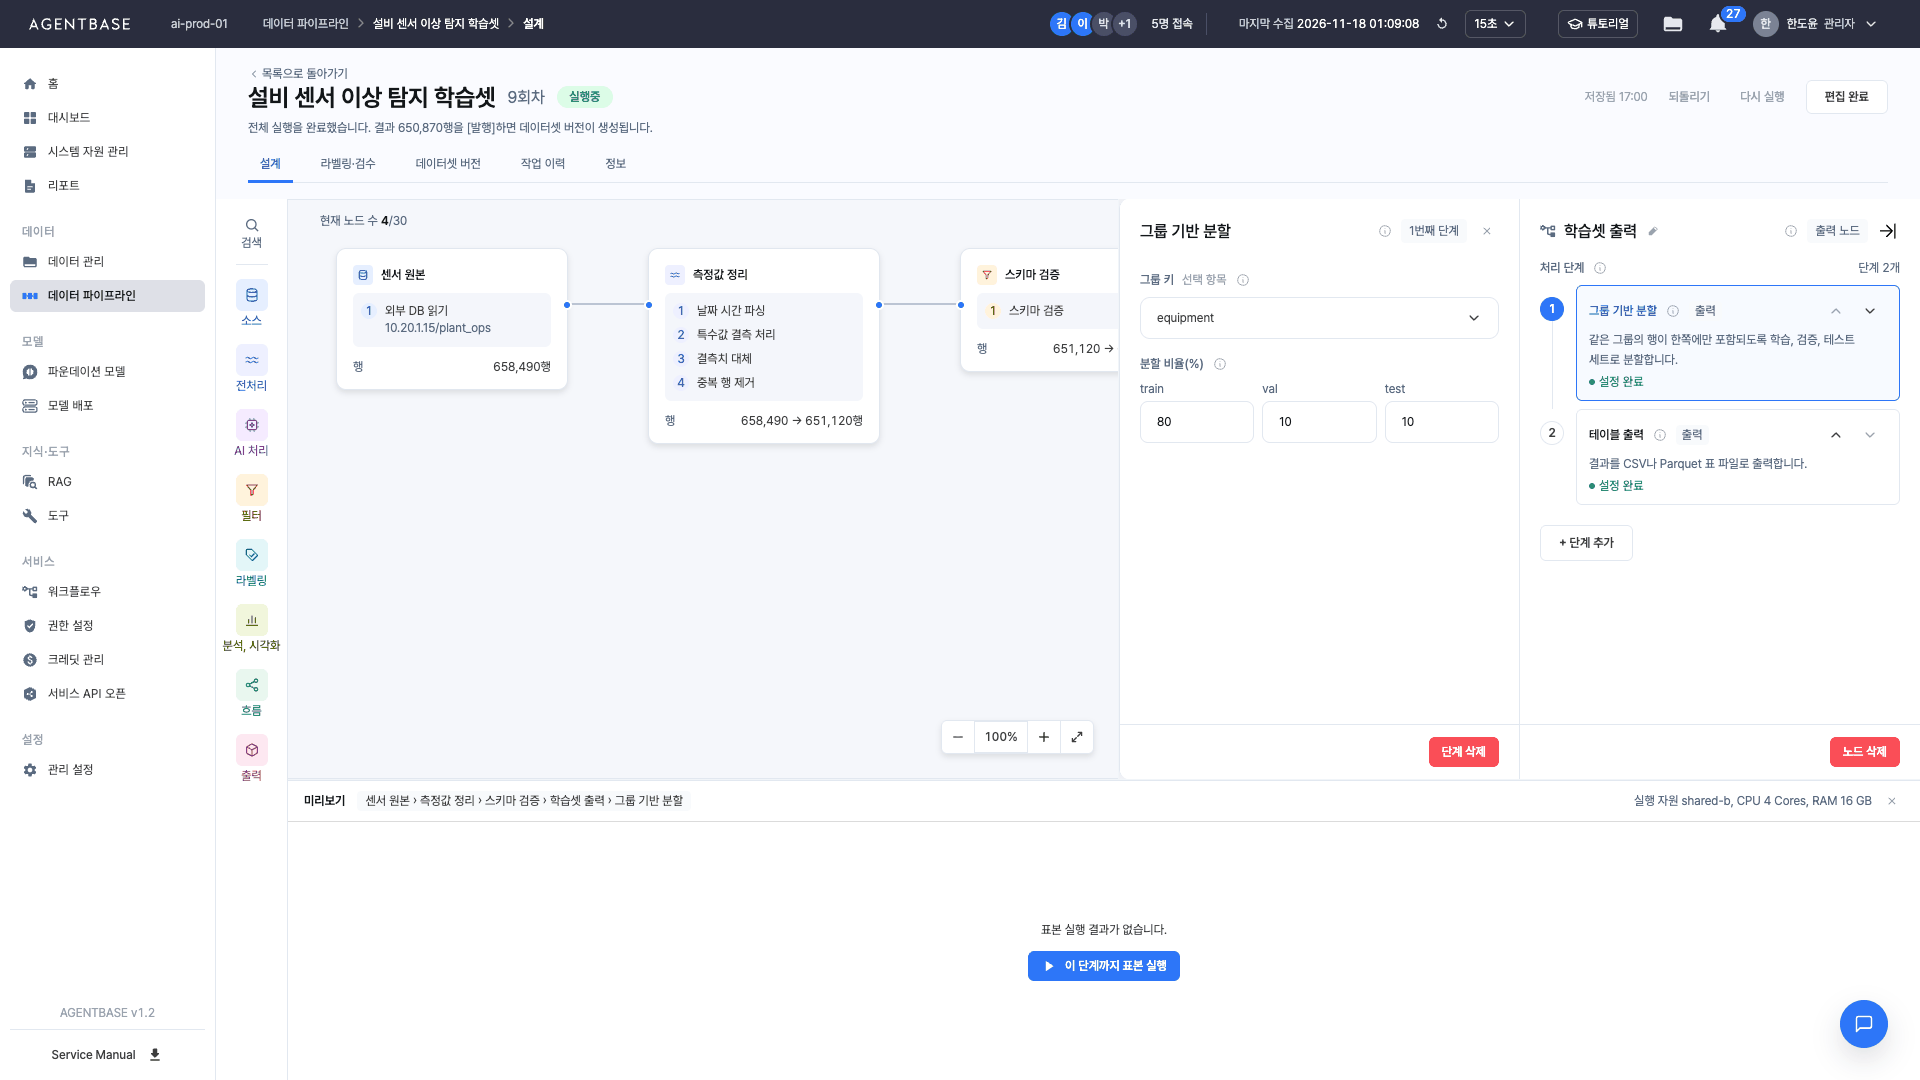 AGENTBASE
ai-prod-01
데이터 파이프라인 > 설비 센서 이상 탐지 학습셋 > 설계
김 이 박 +1 5명 접속
마지막 수집 2026-11-18 01:09:08
15초
튜토리얼
27
한 한도윤 관리자
홈
대시보드
시스템 자원 관리
리포트
데이터
데이터 관리
데이터 파이프라인
모델
파운데이션 모델
모델 배포
지식·도구
RAG
도구
서비스
워크플로우
권한 설정
크레딧 관리
서비스 API 오픈
설정
관리 설정
AGENTBASE v1.2
Service Manual
목록으로 돌아가기
설비 센서 이상 탐지 학습셋 9회차 실행중
전체 실행을 완료했습니다. 결과 650,870행을 [발행]하면 데이터셋 버전이 생성됩니다.
저장됨 17:00 되돌리기 다시 실행 편집 완료
설계 라벨링·검수 데이터셋 버전 작업 이력 정보
검색
소스
전처리
AI 처리
필터
라벨링
분석, 시각화
흐름
출력
현재 노드 수 4/30
센서 원본
1 외부 DB 읽기
10.20.1.15/plant_ops
행 658,490행
측정값 정리
1 날짜 시간 파싱
2 특수값 결측 처리
3 결측치 대체
4 중복 행 제거
행 658,490 → 651,120행
스키마 검증
1 스키마 검증
행 651,120 →
100%
그룹 기반 분할 1번째 단계
그룹 키 선택 항목
equipment
분할 비율(%)
train val test
80 10 10
단계 삭제
학습셋 출력 출력 노드
처리 단계 단계 2개
1 그룹 기반 분할 출력
같은 그룹의 행이 한쪽에만 포함되도록 학습, 검증, 테스트
세트로 분할합니다.
설정 완료
2 테이블 출력 출력
결과를 CSV나 Parquet 표 파일로 출력합니다.
설정 완료
+ 단계 추가
노드 삭제
미리보기 센서 원본 › 측정값 정리 › 스키마 검증 › 학습셋 출력 › 그룹 기반 분할
실행 자원 shared-b, CPU 4 Cores, RAM 16 GB
표본 실행 결과가 없습니다.
이 단계까지 표본 실행